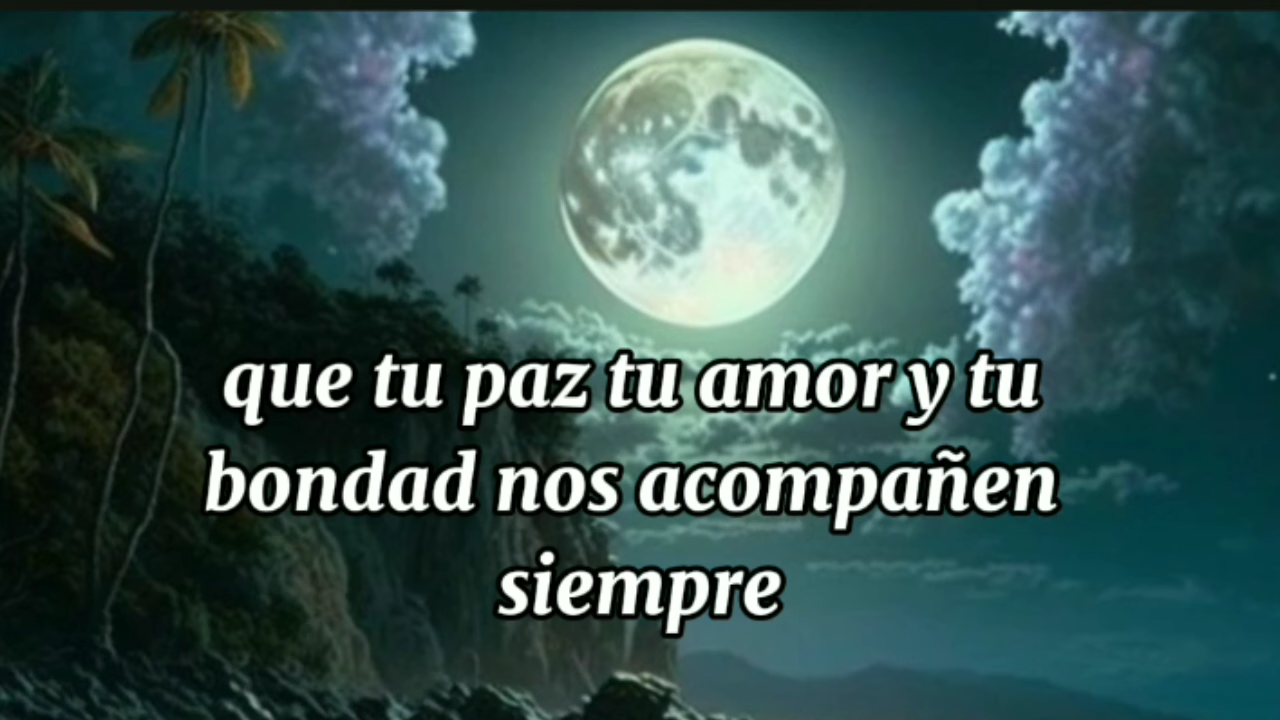 que tu paz tu amor y tu
bondad nos acompañen
siempre